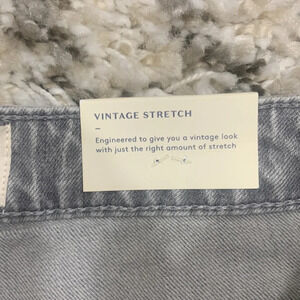 VINTAGE STRETCH
Engineered to give you a vintage look
with just the right amount of stretch